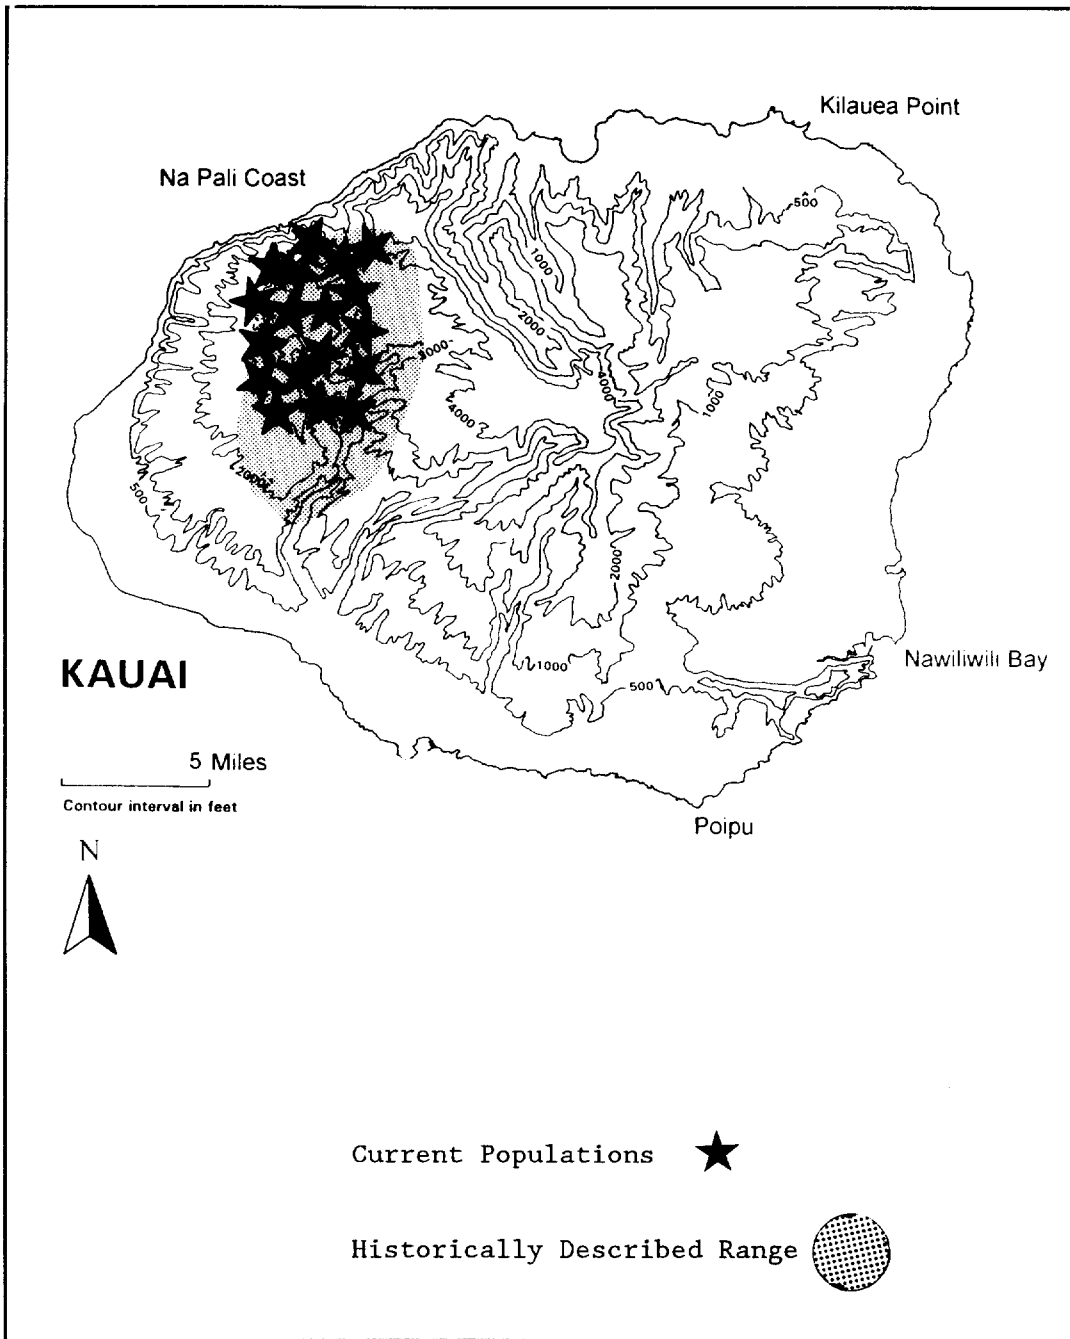 Kilauea Point
Na Pali Coast
500
1000
2000
3000
4000
4000
1000
2000
500
2000
1000
500
Nawiliwili Bay
KAUAI
5 Miles
Contour interval in feet
Poipu
N
Current Populations
Historically Described Range